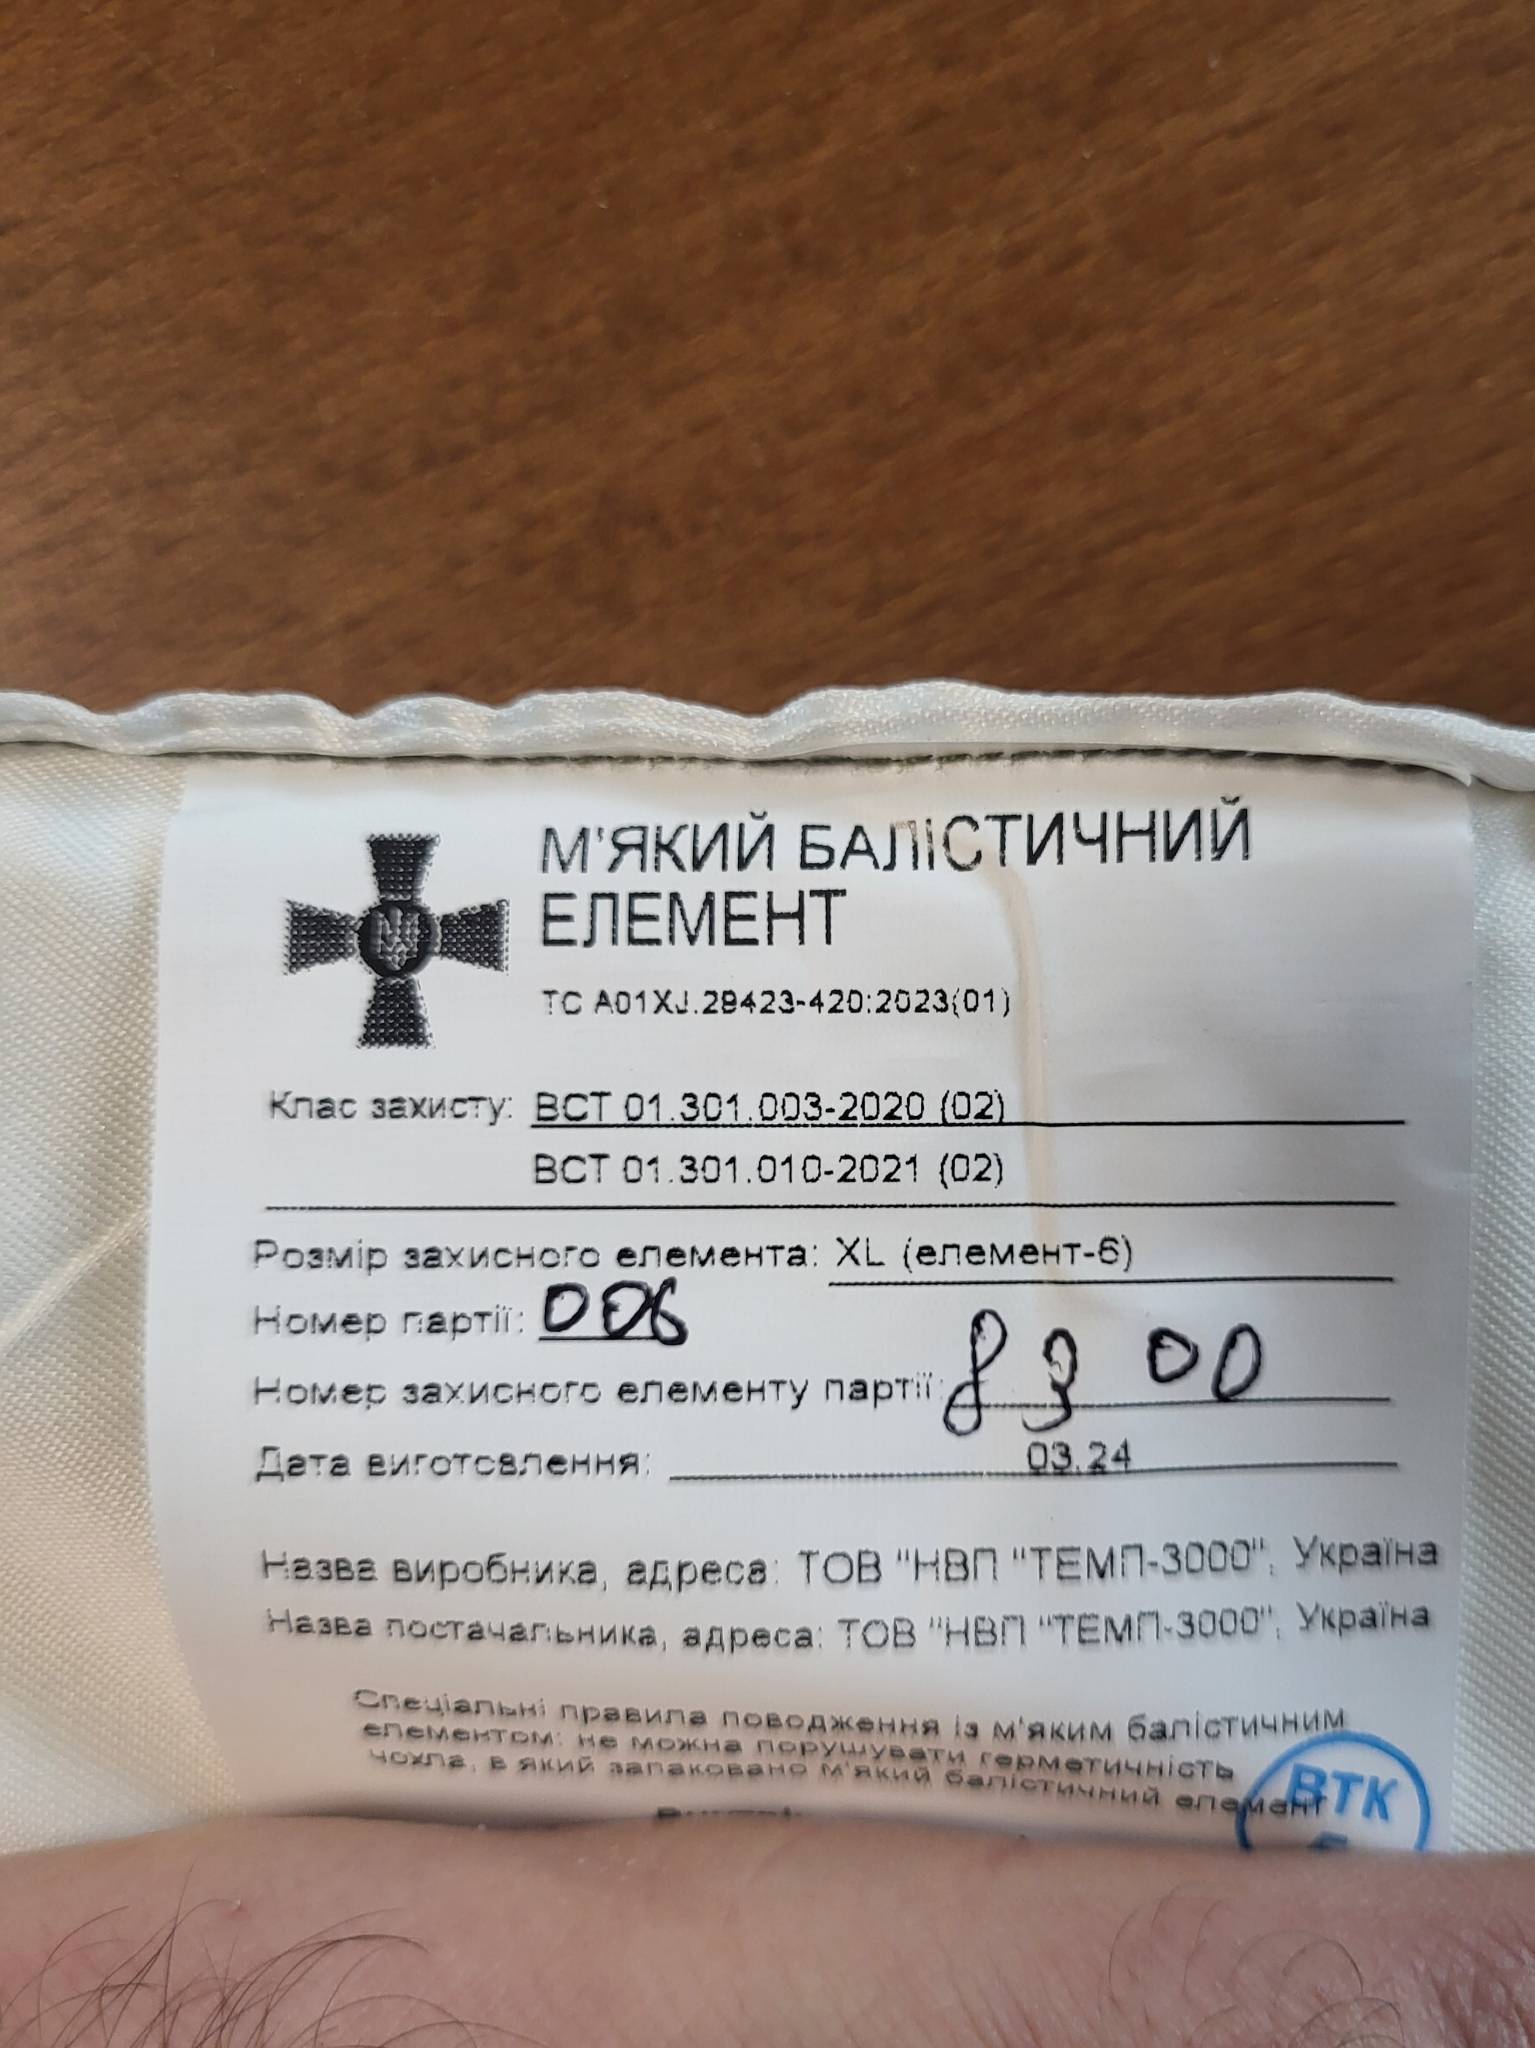 М'ЯКИЙ БАЛІСТИЧНИЙ
ЕЛЕМЕНТ
ТС А01XJ.29423-420:2023(01)
Клас захисту: ВСТ 01.301.003-2020 (02)
ВСТ 01.301.010-2021 (02)
Розмір захисного елемента: XL (елемент-6)
Номер партії: 006
Номер захисного елементу партії: 8900
Дата виготовлення: 03.24
Назва виробника, адреса: ТОВ "НВП "ТЕМП-3000", Україна
Назва постачальника, адреса: ТОВ "НВП "ТЕМП-3000", Україна
Спеціальні правила поводження із м'яким балістичним
елементом: не можна порушувати герметичність
чохла, в який запаковано м'який балістичний елемент
ВТК